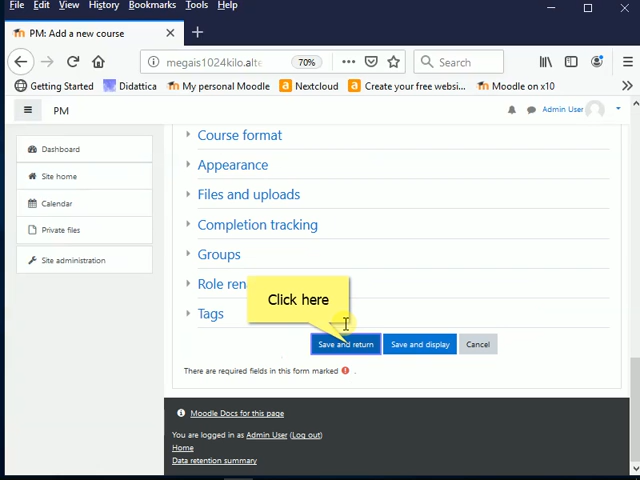 File Edit View History Bookmarks Tools Help
PM: Add a new course
megais1024kilo.alte
70%
Search
Getting Started Didattica My personal Moodle Nextcloud Create your free websi... Moodle on x10
PM
Admin User
Dashboard
Site home
Calendar
Private files
Site administration
Course format
Appearance
Files and uploads
Completion tracking
Groups
Role ren
Click here
Tags
Save and return Save and display Cancel
There are required fields in this form marked .
Moodle Docs for this page
You are logged in as Admin User (Log out)
Home
Data retention summary